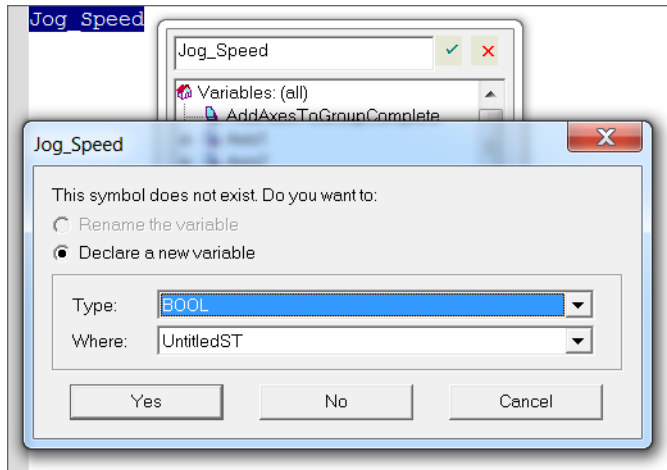 Jog_Speed
Jog_Speed
Variables: (all)
AddAxesToGroupComplete
Jog_Speed
This symbol does not exist. Do you want to:
Rename the variable
Declare a new variable
Type: BOOL
Where: UntitledST
Yes No Cancel